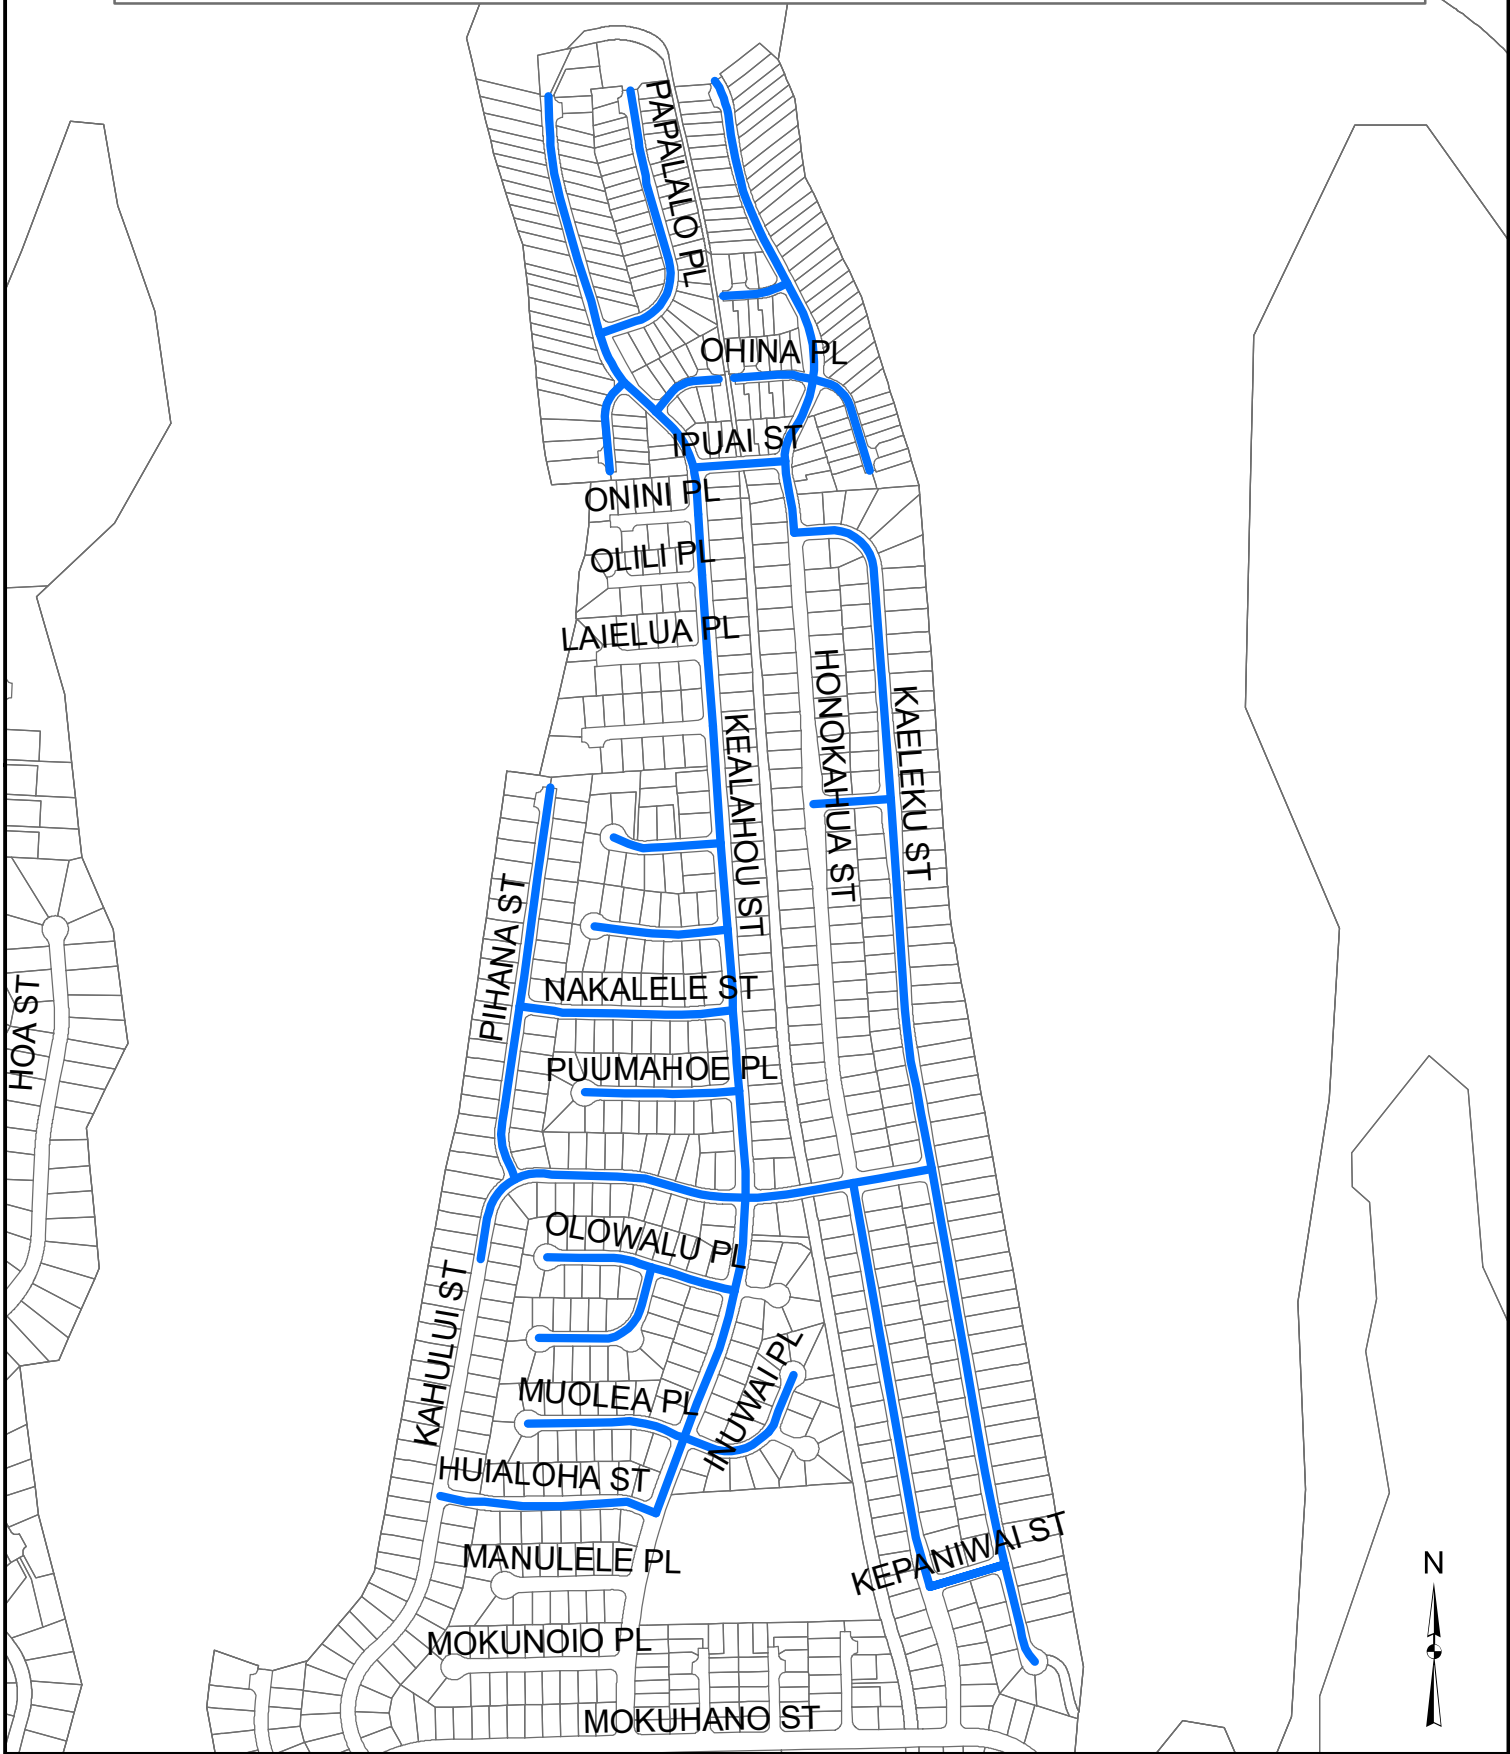 PAPALALO PL
OHINA PL
IPUAI ST
ONINI PL
OLILI PL
LAIELUA PL
HONOKAHUA ST
KAELEKU ST
KEALAHOU ST
PIHANA ST
NAKALELE ST
HOA ST
PUUMAHOE PL
OLOWALU PL
KAHULUI ST
INUWAI PL
MUOLEA PL
HUIALOHA ST
KEPANIWAI ST
MANULELE PL
N
MOKUNOIO PL
MOKUHANO ST